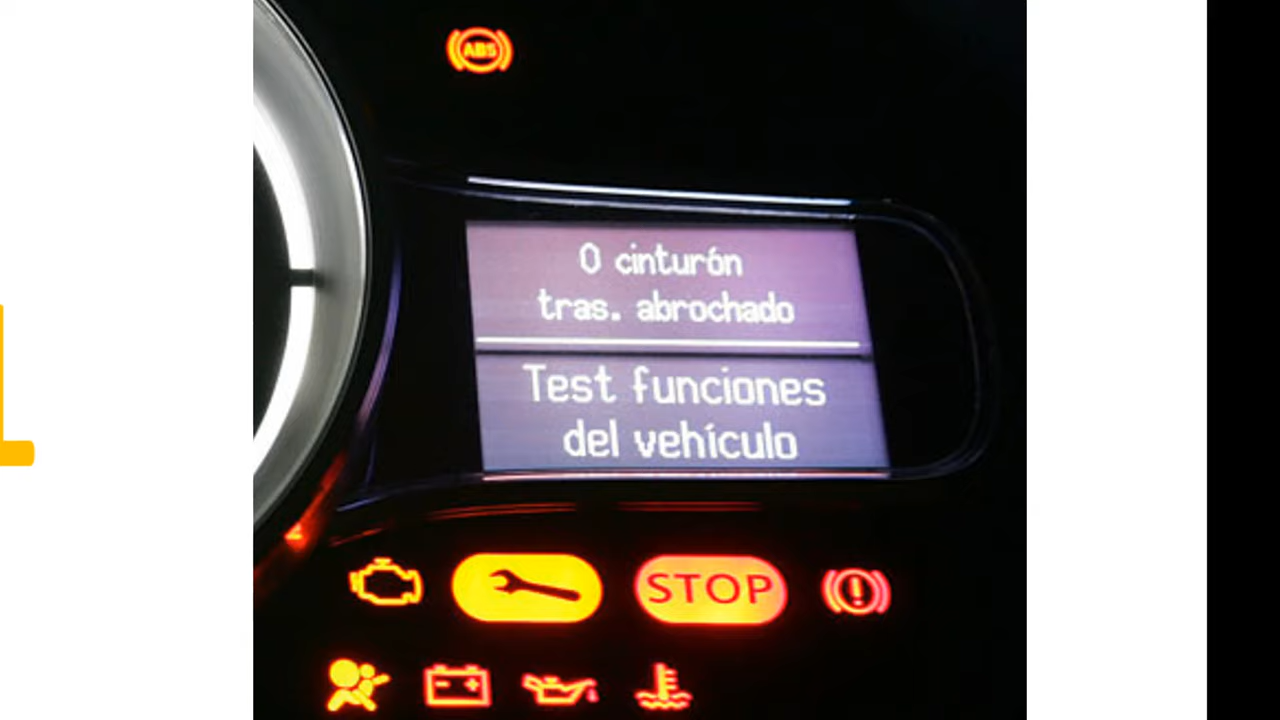 ABS
0 cinturón
tras. abrochado
Test funciones
del vehículo
STOP